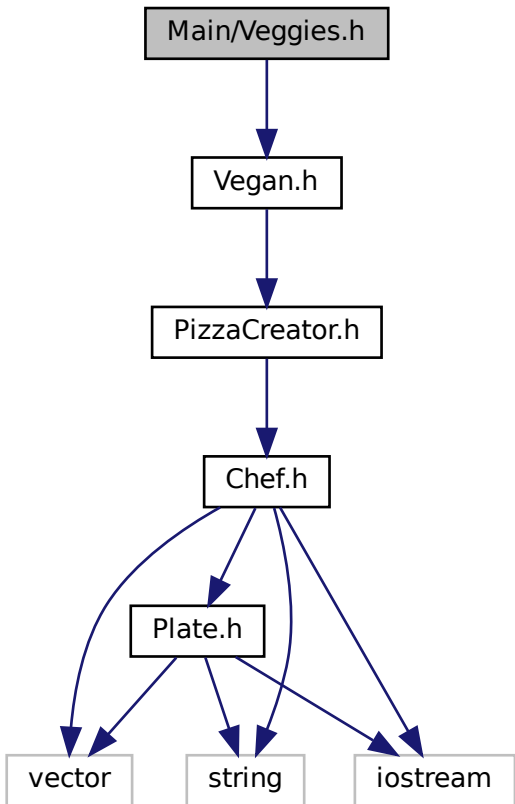 Main/Veggies.h
Vegan.h
PizzaCreator.h
Chef.h
Plate.h
vector
string
iostream